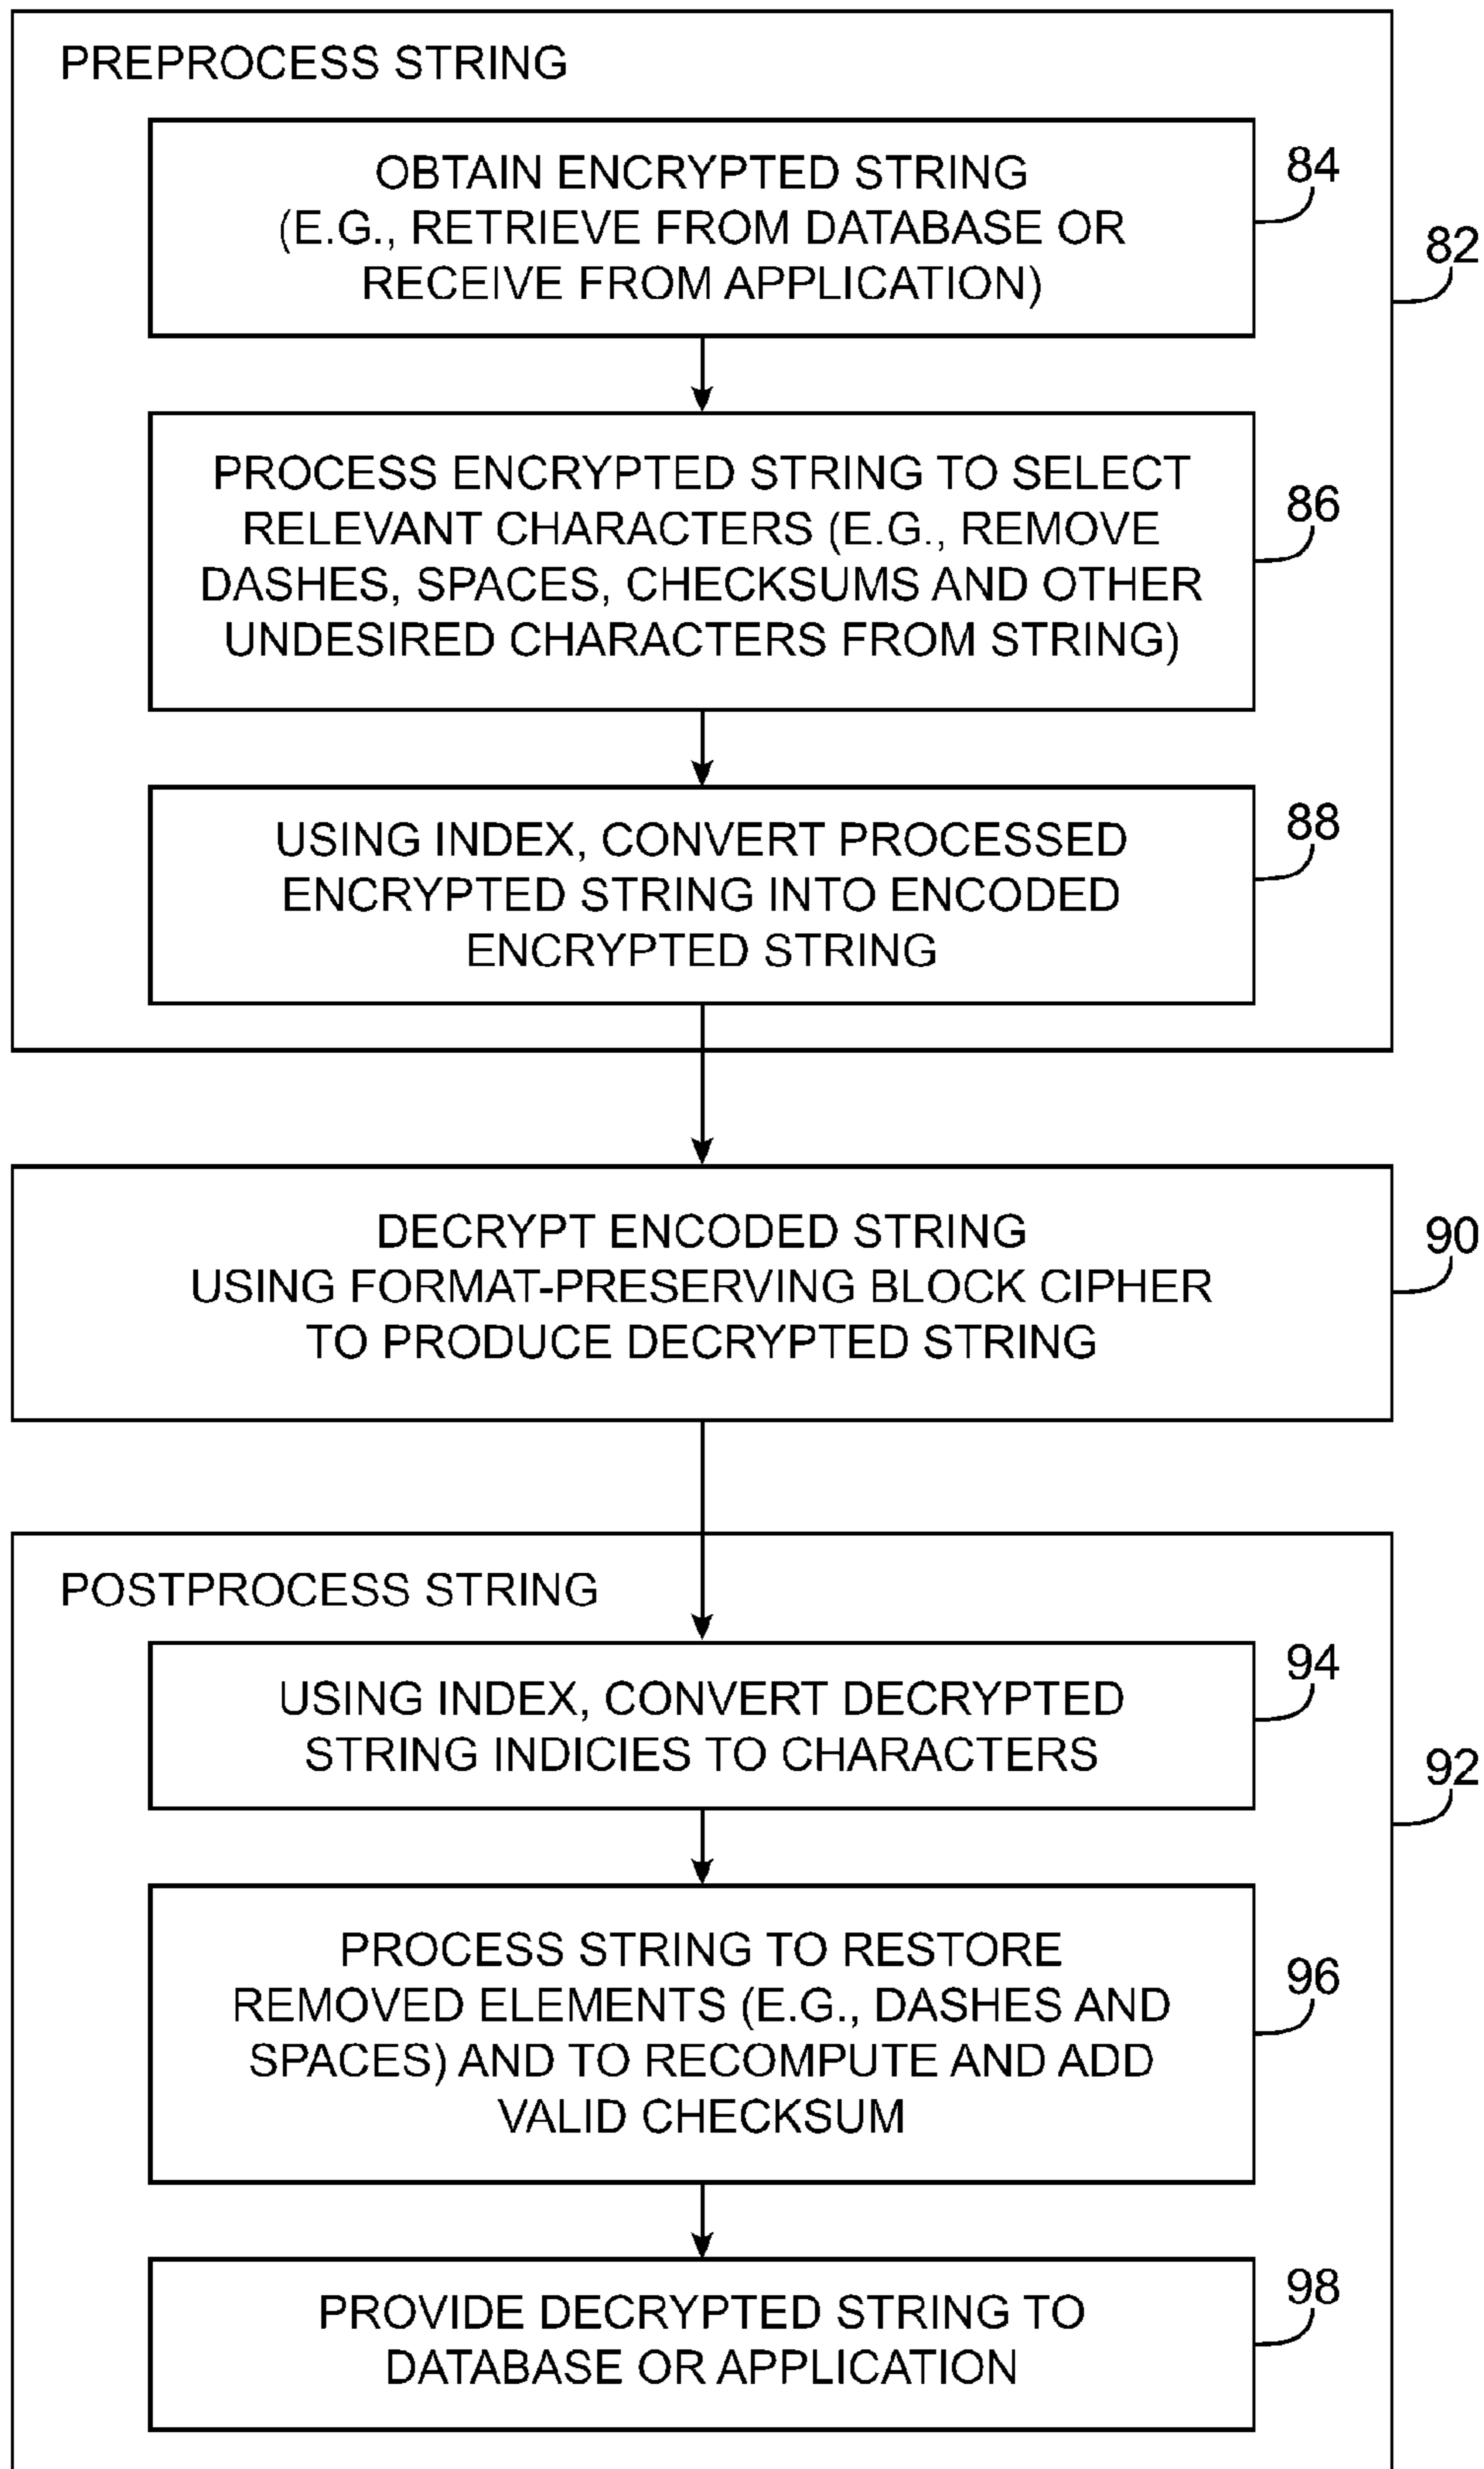 PREPROCESS STRING
OBTAIN ENCRYPTED STRING
(E.G., RETRIEVE FROM DATABASE OR
RECEIVE FROM APPLICATION)
84
82
PROCESS ENCRYPTED STRING TO SELECT
RELEVANT CHARACTERS (E.G., REMOVE
DASHES, SPACES, CHECKSUMS AND OTHER
UNDESIRED CHARACTERS FROM STRING)
86
USING INDEX, CONVERT PROCESSED
ENCRYPTED STRING INTO ENCODED
ENCRYPTED STRING
88
DECRYPT ENCODED STRING
USING FORMAT-PRESERVING BLOCK CIPHER
TO PRODUCE DECRYPTED STRING
90
POSTPROCESS STRING
USING INDEX, CONVERT DECRYPTED
STRING INDICIES TO CHARACTERS
94
92
PROCESS STRING TO RESTORE
REMOVED ELEMENTS (E.G., DASHES AND
SPACES) AND TO RECOMPUTE AND ADD
VALID CHECKSUM
96
PROVIDE DECRYPTED STRING TO
DATABASE OR APPLICATION
98